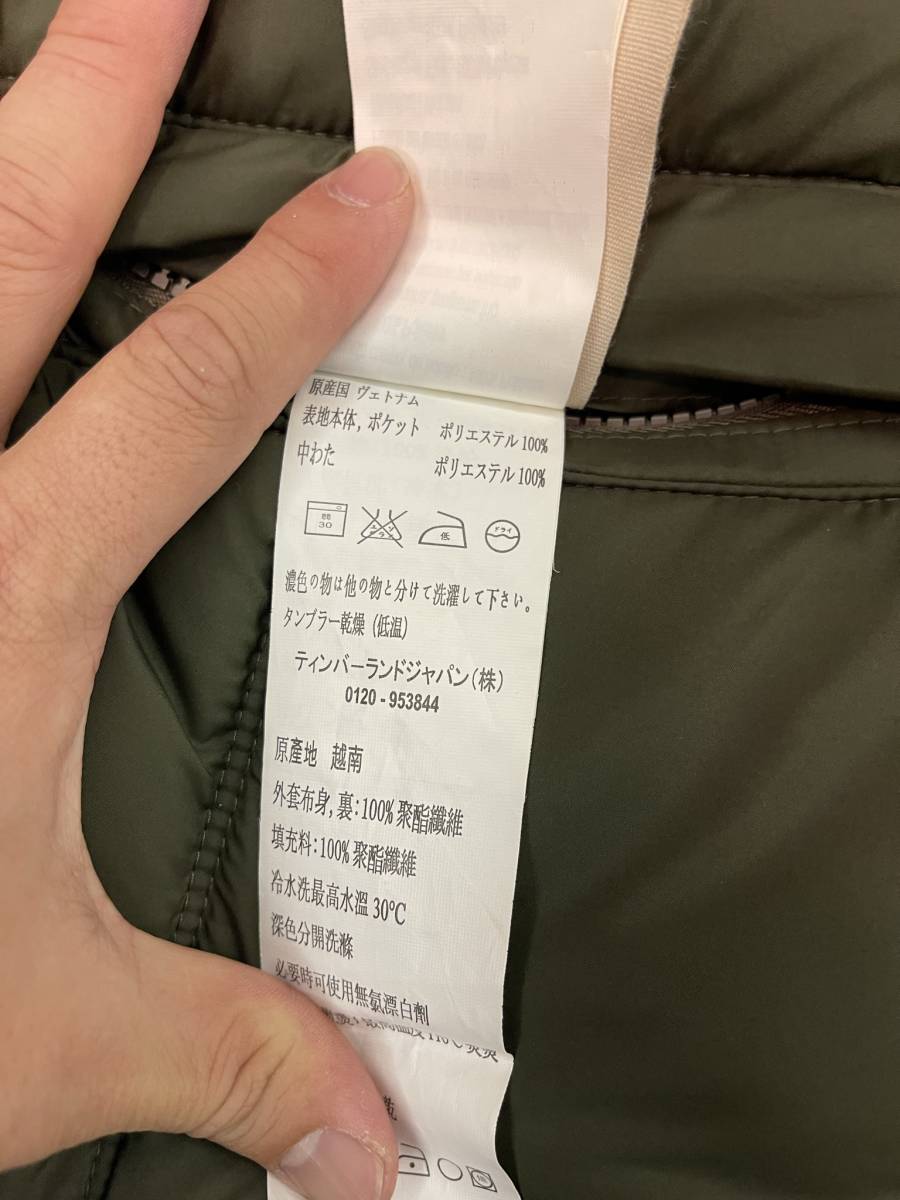 原産国 ヴェトナム
表地本体, ポケット ポリエステル 100%
中わた ポリエステル 100%
30
エンソ
サラシ
低
ドライ
濃色の物は他の物と分けて洗濯して下さい。
タンブラー乾燥 (低温)
ティンバーランドジャパン(株)
0120 - 953844
原產地 越南
外套布身, 裏：100% 聚酯纖維
填充料：100% 聚酯纖維
冷水洗最高水溫 30°C
深色分開洗滌
必要時可使用無氯漂白劑